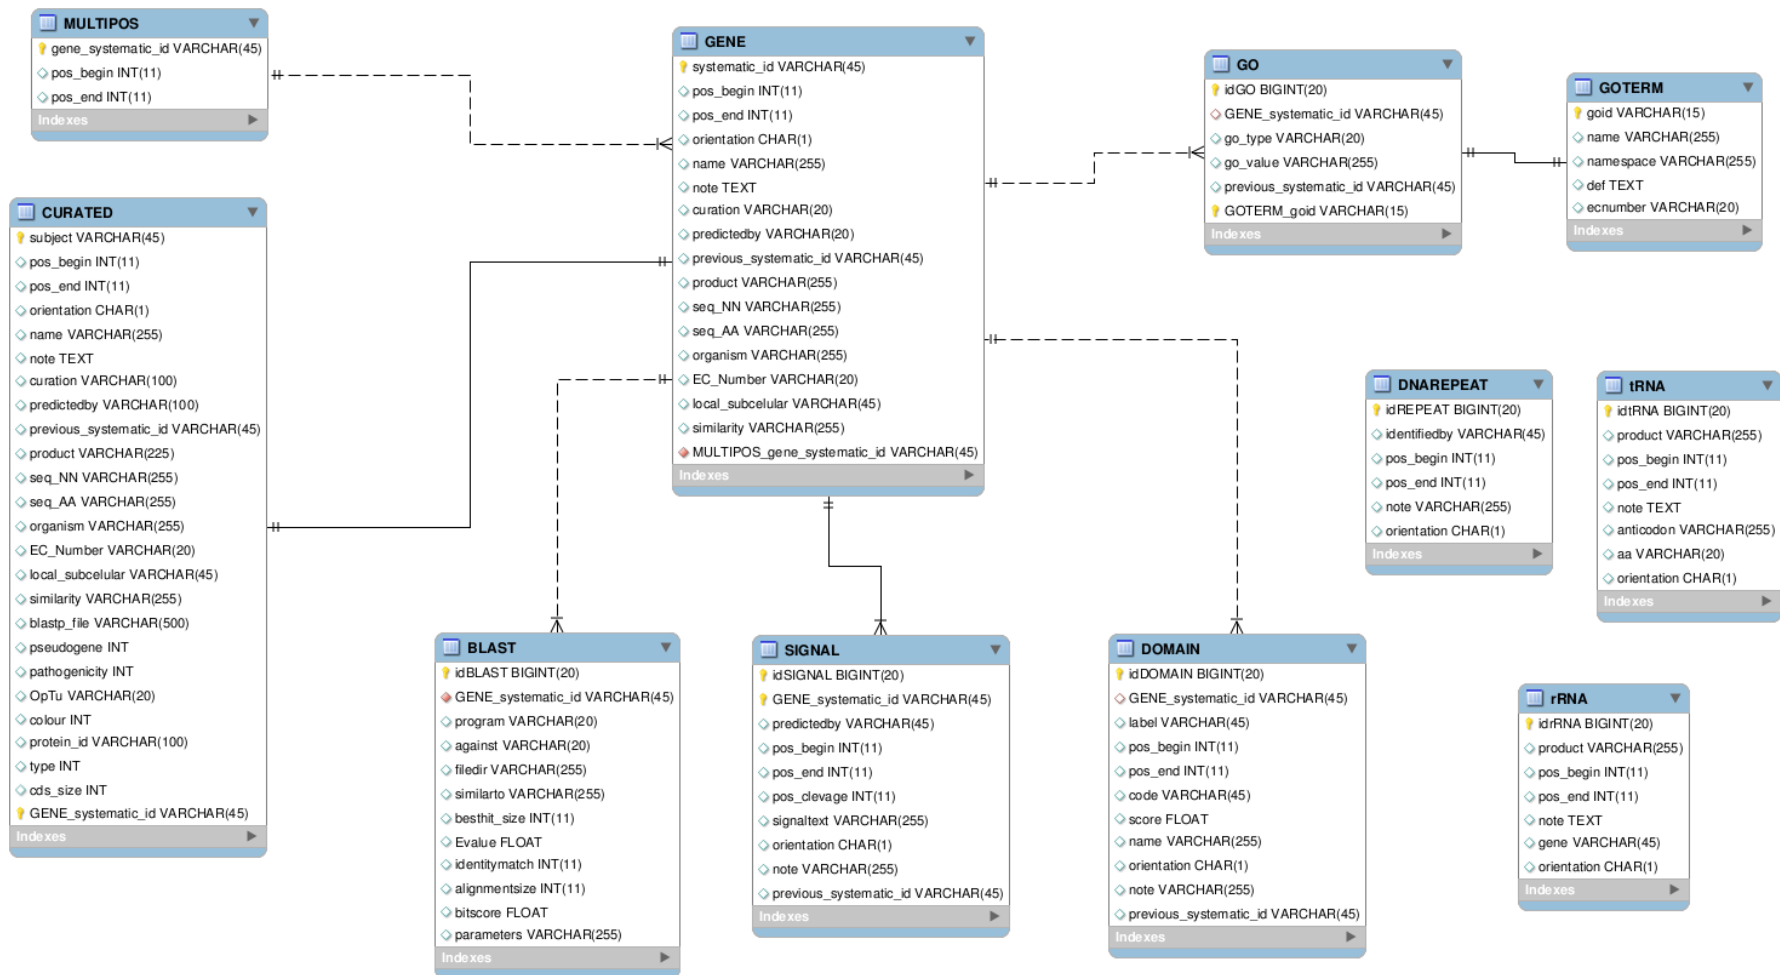 MULTIPOS
gene_systematic_id VARCHAR(45)
pos_begin INT(11)
pos_end INT(11)
Indexes
GENE
systematic_id VARCHAR(45)
pos_begin INT(11)
pos_end INT(11)
orientation CHAR(1)
name VARCHAR(255)
note TEXT
curation VARCHAR(20)
predictedby VARCHAR(20)
previous_systematic_id VARCHAR(45)
product VARCHAR(255)
seq_NN VARCHAR(255)
seq_AA VARCHAR(255)
organism VARCHAR(255)
EC_Number VARCHAR(20)
local_subcelular VARCHAR(45)
similarity VARCHAR(255)
MULTIPOS_gene_systematic_id VARCHAR(45)
Indexes
GO
idGO BIGINT(20)
GENE_systematic_id VARCHAR(45)
go_type VARCHAR(20)
go_value VARCHAR(255)
previous_systematic_id VARCHAR(45)
GOTERM_goid VARCHAR(15)
Indexes
GOTERM
goid VARCHAR(15)
name VARCHAR(255)
namespace VARCHAR(255)
def TEXT
ecnumber VARCHAR(20)
Indexes
CURATED
subject VARCHAR(45)
pos_begin INT(11)
pos_end INT(11)
orientation CHAR(1)
name VARCHAR(255)
note TEXT
curation VARCHAR(100)
predictedby VARCHAR(100)
previous_systematic_id VARCHAR(45)
product VARCHAR(225)
seq_NN VARCHAR(255)
seq_AA VARCHAR(255)
organism VARCHAR(255)
EC_Number VARCHAR(20)
local_subcelular VARCHAR(45)
similarity VARCHAR(255)
blastp_file VARCHAR(500)
pseudogene INT
pathogenicity INT
OpTu VARCHAR(20)
colour INT
protein_id VARCHAR(100)
type INT
cds_size INT
GENE_systematic_id VARCHAR(45)
Indexes
DNAREPEAT
idREPEAT BIGINT(20)
identifiedby VARCHAR(45)
pos_begin INT(11)
pos_end INT(11)
note VARCHAR(255)
orientation CHAR(1)
Indexes
tRNA
idtRNA BIGINT(20)
product VARCHAR(255)
pos_begin INT(11)
pos_end INT(11)
note TEXT
anticodon VARCHAR(255)
aa VARCHAR(20)
orientation CHAR(1)
Indexes
BLAST
idBLAST BIGINT(20)
GENE_systematic_id VARCHAR(45)
program VARCHAR(20)
against VARCHAR(20)
filedir VARCHAR(255)
similarto VARCHAR(255)
besthit_size INT(11)
Evalue FLOAT
identitymatch INT(11)
alignmentsize INT(11)
bitscore FLOAT
parameters VARCHAR(255)
Indexes
SIGNAL
idSIGNAL BIGINT(20)
GENE_systematic_id VARCHAR(45)
predictedby VARCHAR(45)
pos_begin INT(11)
pos_end INT(11)
pos_clevage INT(11)
signaltext VARCHAR(255)
orientation CHAR(1)
note VARCHAR(255)
previous_systematic_id VARCHAR(45)
Indexes
DOMAIN
idDOMAIN BIGINT(20)
GENE_systematic_id VARCHAR(45)
label VARCHAR(45)
pos_begin INT(11)
pos_end INT(11)
code VARCHAR(45)
score FLOAT
name VARCHAR(255)
orientation CHAR(1)
note VARCHAR(255)
previous_systematic_id VARCHAR(45)
Indexes
rRNA
idrRNA BIGINT(20)
product VARCHAR(255)
pos_begin INT(11)
pos_end INT(11)
note TEXT
gene VARCHAR(45)
orientation CHAR(1)
Indexes